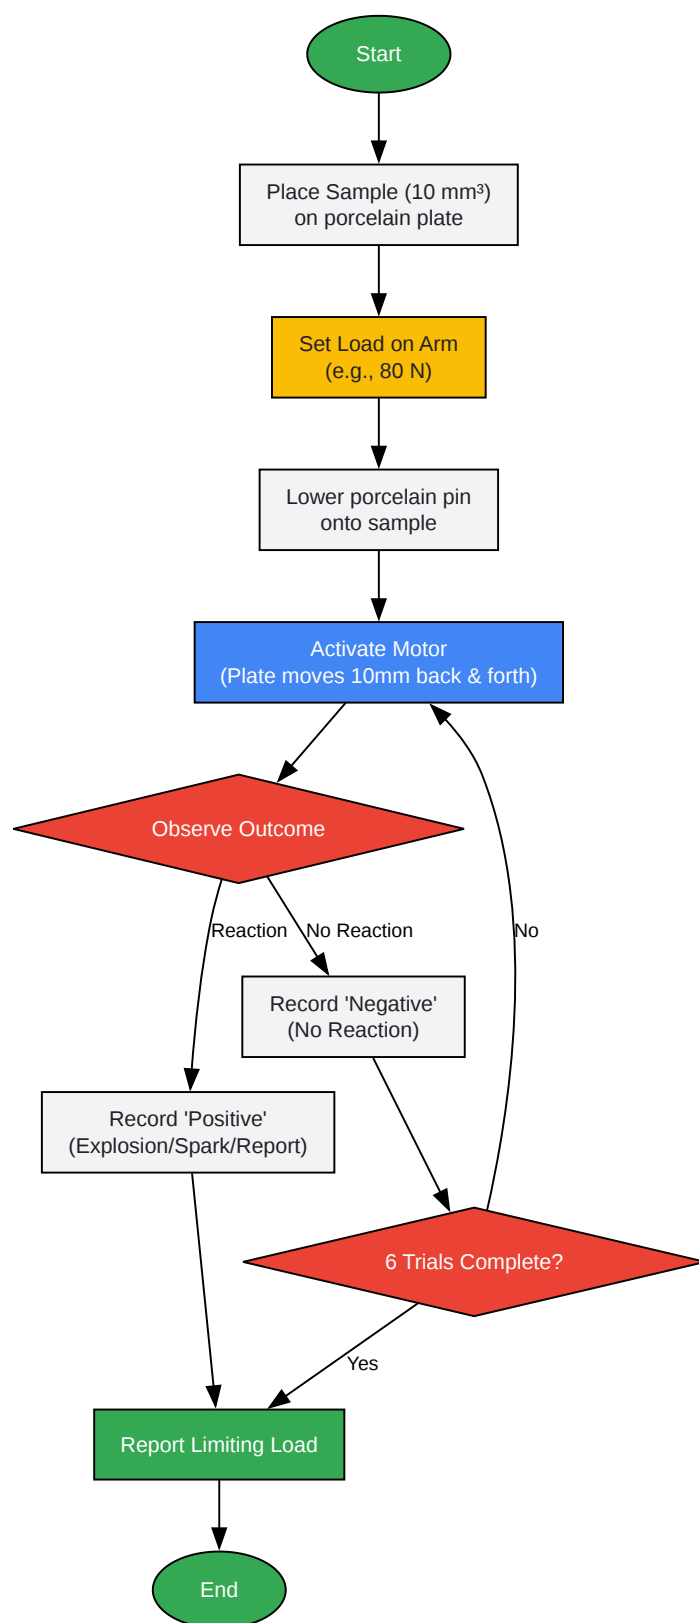 Start
Place Sample (10 mm³)
on porcelain plate
Set Load on Arm
(e.g., 80 N)
Lower porcelain pin
onto sample
Activate Motor
(Plate moves 10mm back & forth)
Observe Outcome
Reaction
No Reaction
No
Record 'Negative'
(No Reaction)
Record 'Positive'
(Explosion/Spark/Report)
6 Trials Complete?
Yes
Report Limiting Load
End